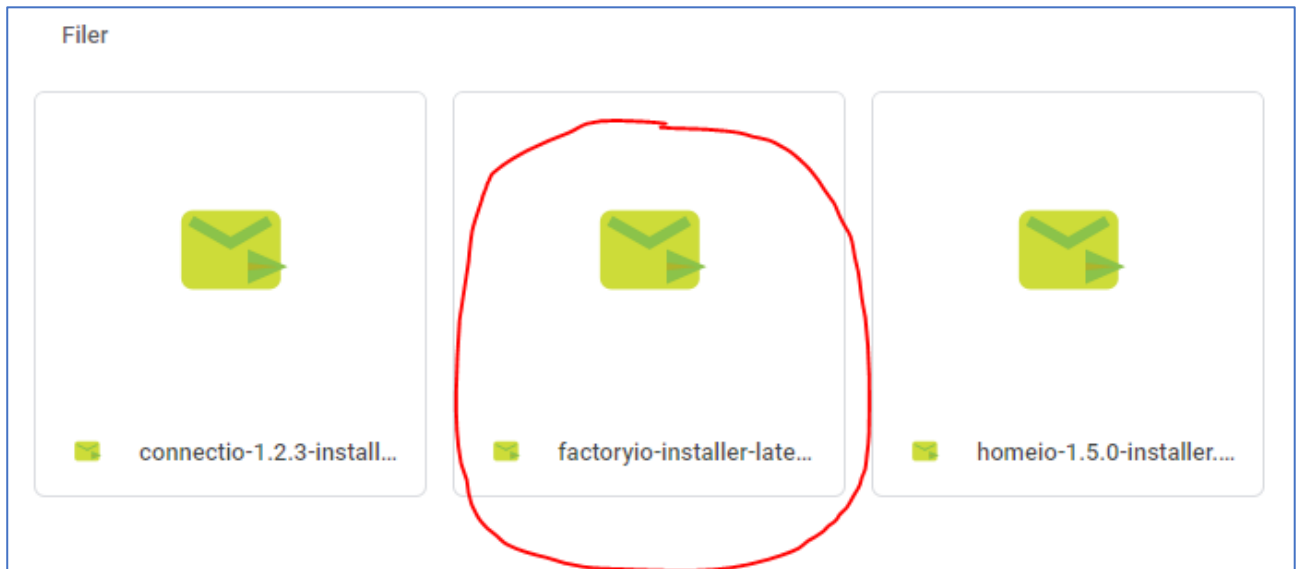 Filer
connectio-1.2.3-install...
factoryio-installer-late...
homeio-1.5.0-installer....